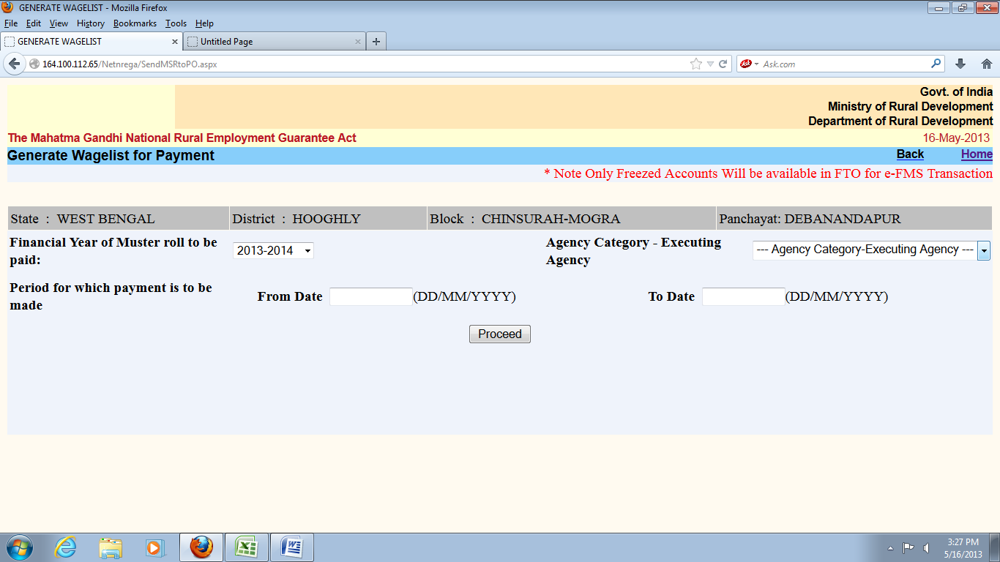 GENERATE WAGELIST - Mozilla Firefox
File Edit View History Bookmarks Tools Help
GENERATE WAGELIST Untitled Page
164.100.112.65/Netnrega/SendMSRtoPO.aspx Ask Ask.com
Govt. of India
Ministry of Rural Development
Department of Rural Development
The Mahatma Gandhi National Rural Employment Guarantee Act 16-May-2013
Generate Wagelist for Payment Back Home
* Note Only Freezed Accounts Will be available in FTO for e-FMS Transaction
State : WEST BENGAL District : HOOGHLY Block : CHINSURAH-MOGRA Panchayat: DEBANANDAPUR
Financial Year of Muster roll to be
paid:
2013-2014
Agency Category - Executing
Agency
--- Agency Category-Executing Agency ---
Period for which payment is to be
made
From Date (DD/MM/YYYY) To Date (DD/MM/YYYY)
Proceed
3:27 PM
5/16/2013